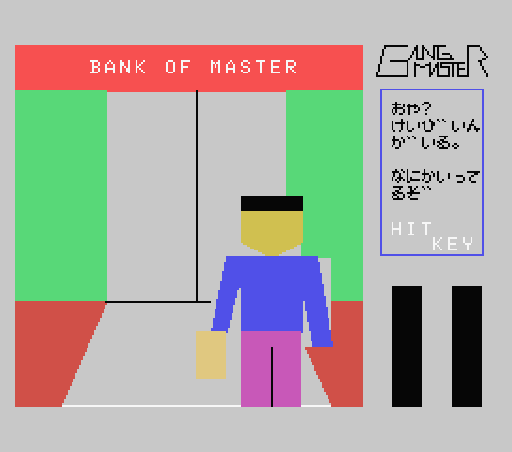 BANK OF MASTER
GANG
MASTER
おや?
けいび゛いん
か゛いる。
なにかいって
るぞ゛
HIT
KEY